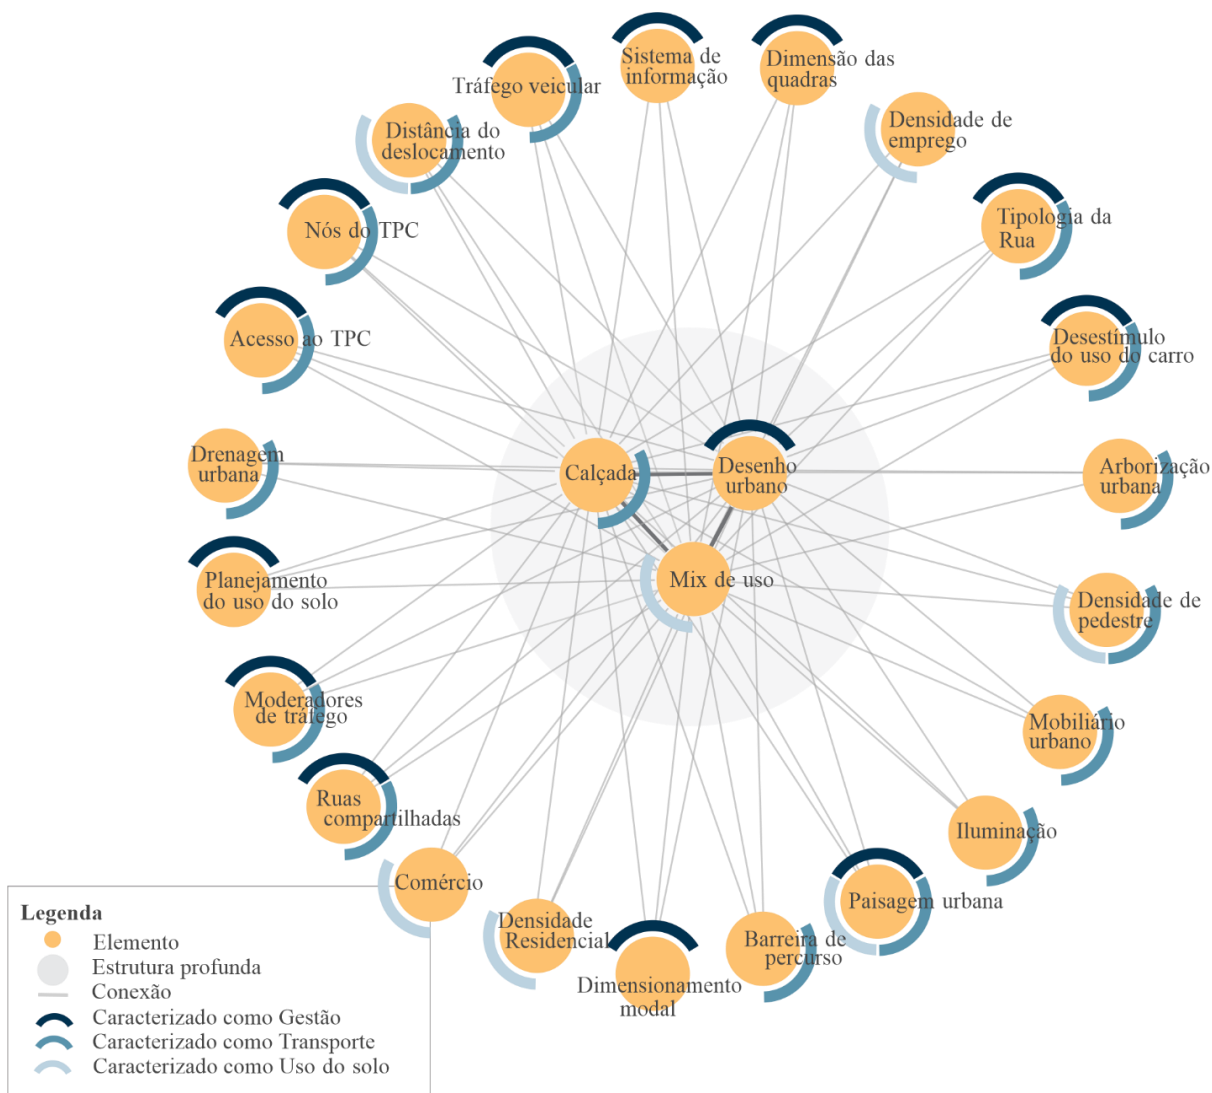 Sistema de
informação
Dimensão das
quadras
Tráfego veicular
Densidade de
emprego
Distância do
deslocamento
Tipologia da
Rua
Nós do TPC
Acesso ao TPC
Desestímulo
do uso do carro
Drenagem
urbana
Calçada
Desenho
urbano
Arborização
urbana
Planejamento
do uso do solo
Mix de uso
Densidade de
pedestre
Moderadores
de tráfego
Mobiliário
urbano
Ruas
compartilhadas
Iluminação
Comércio
Paisagem urbana
Densidade
Residencial
Barreira de
percurso
Dimensionamento
modal
Legenda
Elemento
Estrutura profunda
Conexão
Caracterizado como Gestão
Caracterizado como Transporte
Caracterizado como Uso do solo